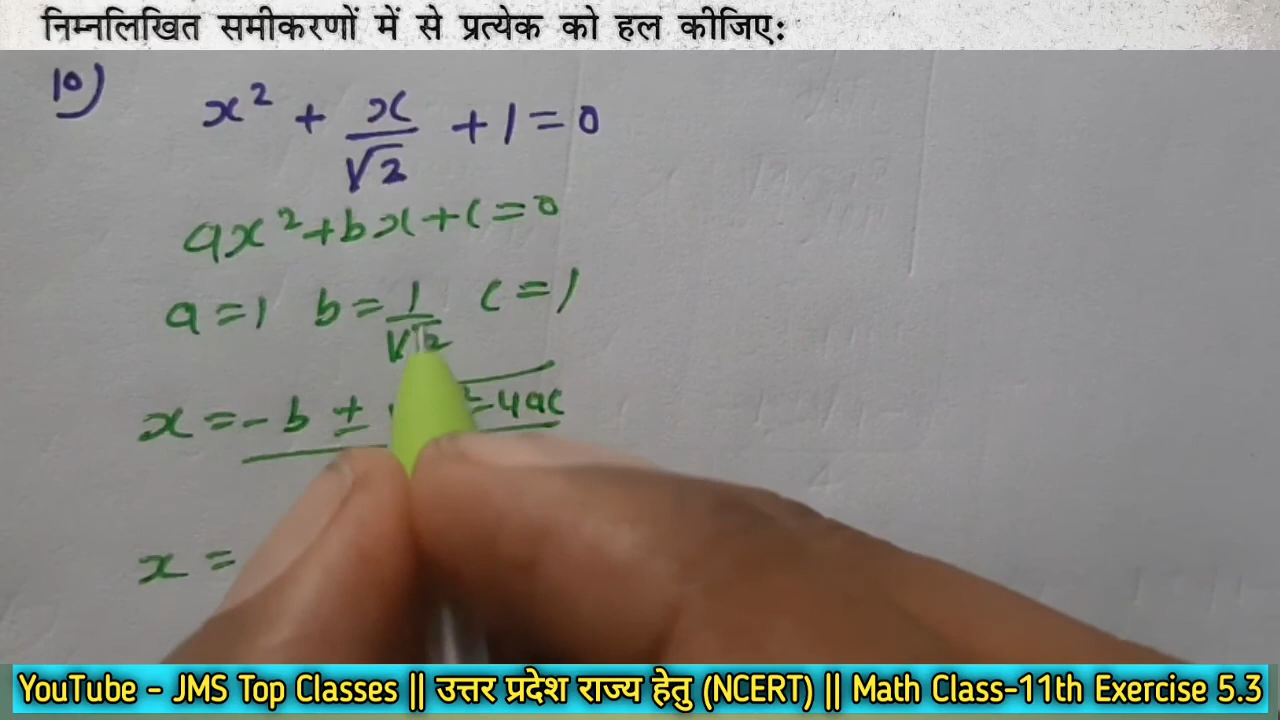 निम्नलिखित समीकरणों में से प्रत्येक को हल कीजिए:
10) x² + x/√2 + 1 = 0
ax² + bx + c = 0
a = 1 b = 1/√2 c = 1
x = -b ± - 4ac
x =
YouTube - JMS Top Classes || उत्तर प्रदेश राज्य हेतु (NCERT) || Math Class-11th Exercise 5.3